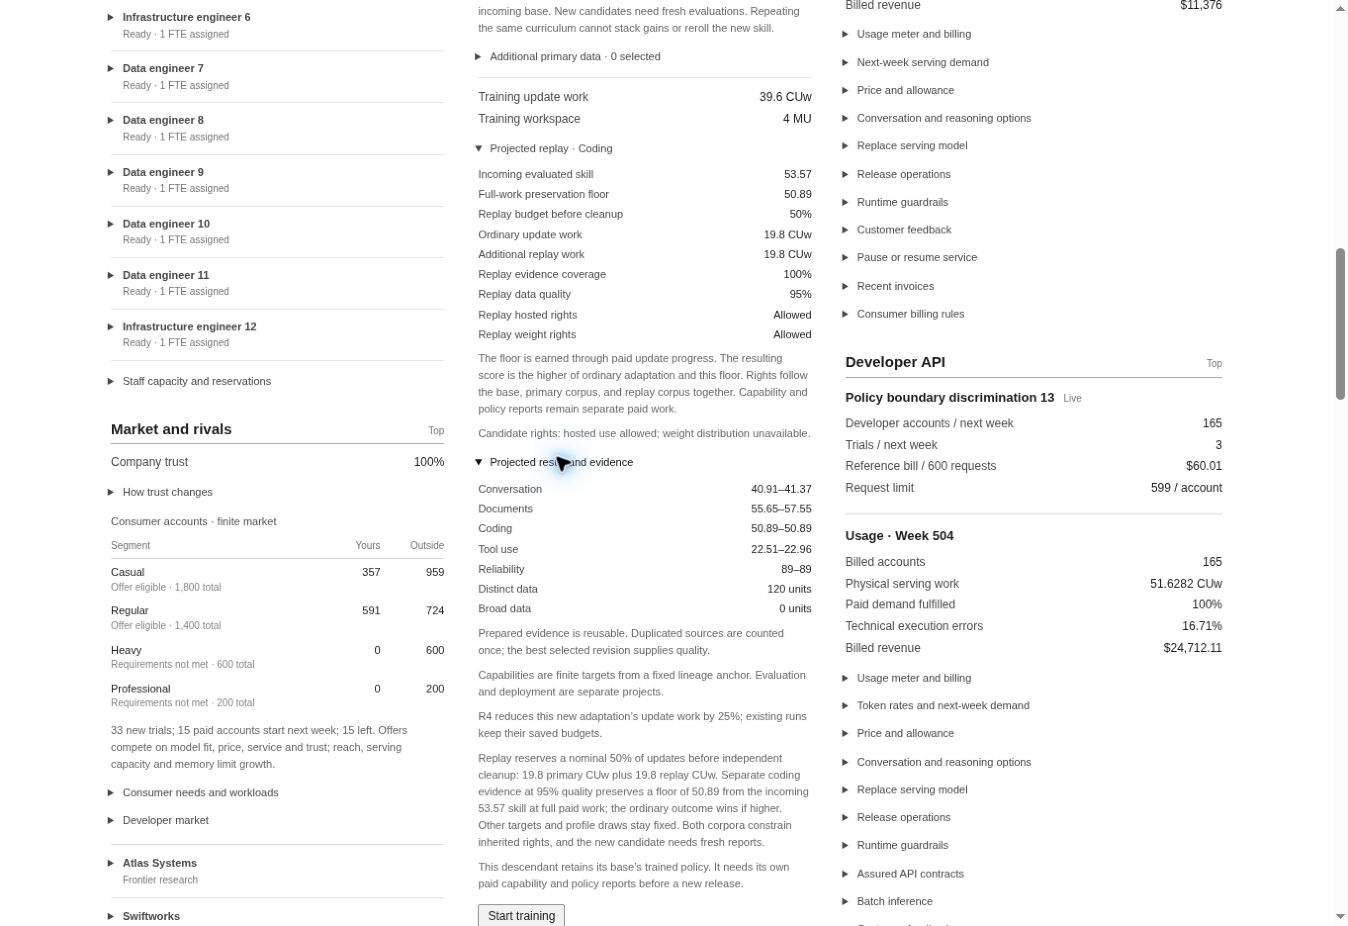 Infrastructure engineer 6
Ready · 1 FTE assigned
Data engineer 7
Ready · 1 FTE assigned
Data engineer 8
Ready · 1 FTE assigned
Data engineer 9
Ready · 1 FTE assigned
Data engineer 10
Ready · 1 FTE assigned
Data engineer 11
Ready · 1 FTE assigned
Infrastructure engineer 12
Ready · 1 FTE assigned
Staff capacity and reservations
Market and rivals Top
Company trust 100%
How trust changes
Consumer accounts · finite market
Segment Yours Outside
Casual 357 959
Offer eligible · 1,800 total
Regular 591 724
Offer eligible · 1,400 total
Heavy 0 600
Requirements not met · 600 total
Professional 0 200
Requirements not met · 200 total
33 new trials; 15 paid accounts start next week; 15 left. Offers
compete on model fit, price, service and trust; reach, serving
capacity and memory limit growth.
Consumer needs and workloads
Developer market
Atlas Systems
Frontier research
Swiftworks
incoming base. New candidates need fresh evaluations. Repeating
the same curriculum cannot stack gains or reroll the new skill.
Additional primary data · 0 selected
Training update work 39.6 CUw
Training workspace 4 MU
Projected replay · Coding
Incoming evaluated skill 53.57
Full-work preservation floor 50.89
Replay budget before cleanup 50%
Ordinary update work 19.8 CUw
Additional replay work 19.8 CUw
Replay evidence coverage 100%
Replay data quality 95%
Replay hosted rights Allowed
Replay weight rights Allowed
The floor is earned through paid update progress. The resulting
score is the higher of ordinary adaptation and this floor. Rights follow
the base, primary corpus, and replay corpus together. Capability and
policy reports remain separate paid work.
Candidate rights: hosted use allowed; weight distribution unavailable.
Projected and evidence
Conversation 40.91–41.37
Documents 55.65–57.55
Coding 50.89–50.89
Tool use 22.51–22.96
Reliability 89–89
Distinct data 120 units
Broad data 0 units
Prepared evidence is reusable. Duplicated sources are counted
once; the best selected revision supplies quality.
Capabilities are finite targets from a fixed lineage anchor. Evaluation
and deployment are separate projects.
R4 reduces this new adaptation's update work by 25%; existing runs
keep their saved budgets.
Replay reserves a nominal 50% of updates before independent
cleanup: 19.8 primary CUw plus 19.8 replay CUw. Separate coding
evidence at 95% quality preserves a floor of 50.89 from the incoming
53.57 skill at full paid work; the ordinary outcome wins if higher.
Other targets and profile draws stay fixed. Both corpora constrain
inherited rights, and the new candidate needs fresh reports.
This descendant retains its base's trained policy. It needs its own
paid capability and policy reports before a new release.
Start training
Billed revenue $11,376
Usage meter and billing
Next-week serving demand
Price and allowance
Conversation and reasoning options
Replace serving model
Release operations
Runtime guardrails
Customer feedback
Pause or resume service
Recent invoices
Consumer billing rules
Developer API Top
Policy boundary discrimination 13 Live
Developer accounts / next week 165
Trials / next week 3
Reference bill / 600 requests $60.01
Request limit 599 / account
Usage · Week 504
Billed accounts 165
Physical serving work 51.6282 CUw
Paid demand fulfilled 100%
Technical execution errors 16.71%
Billed revenue $24,712.11
Usage meter and billing
Token rates and next-week demand
Price and allowance
Conversation and reasoning options
Replace serving model
Release operations
Runtime guardrails
Assured API contracts
Batch inference